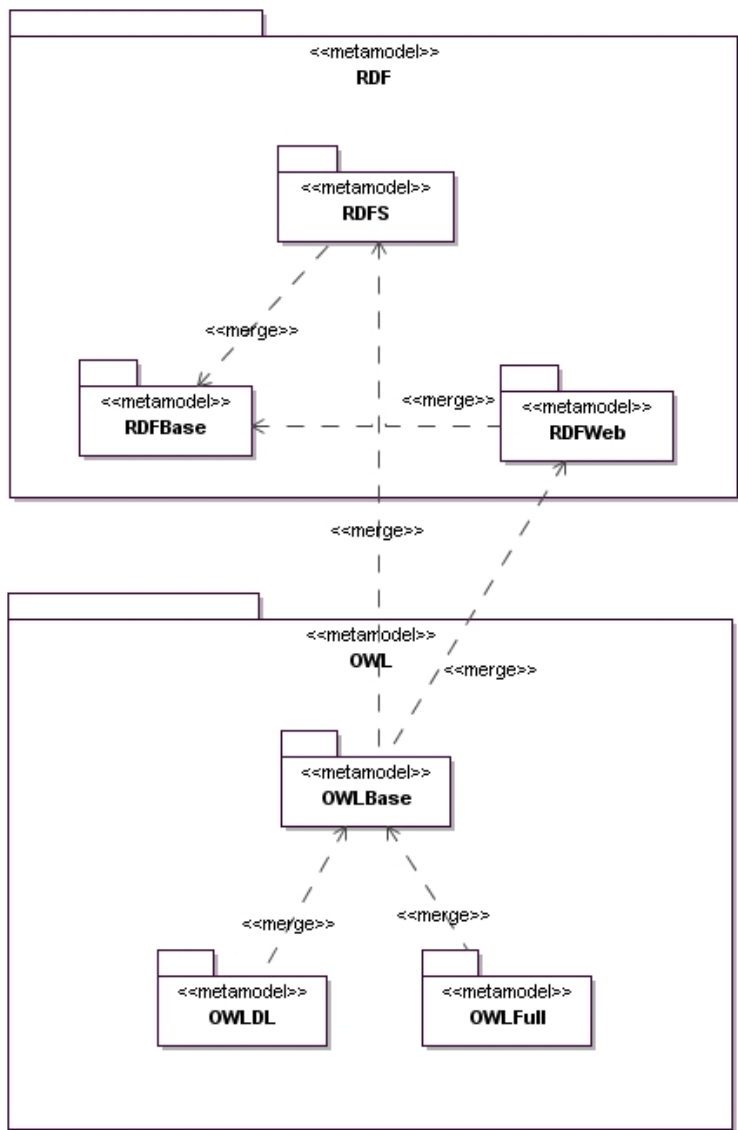 <<metamodel>>
RDF
<<metamodel>>
RDFS
<<merge>>
<<metamodel>>
RDFBase
<<merge>>
<<metamodel>>
RDFWeb
<<merge>>
<<metamodel>>
OWL
<<merge>>
<<metamodel>>
OWLBase
<<merge>>
<<merge>>
<<metamodel>>
OWLDL
<<metamodel>>
OWLFull